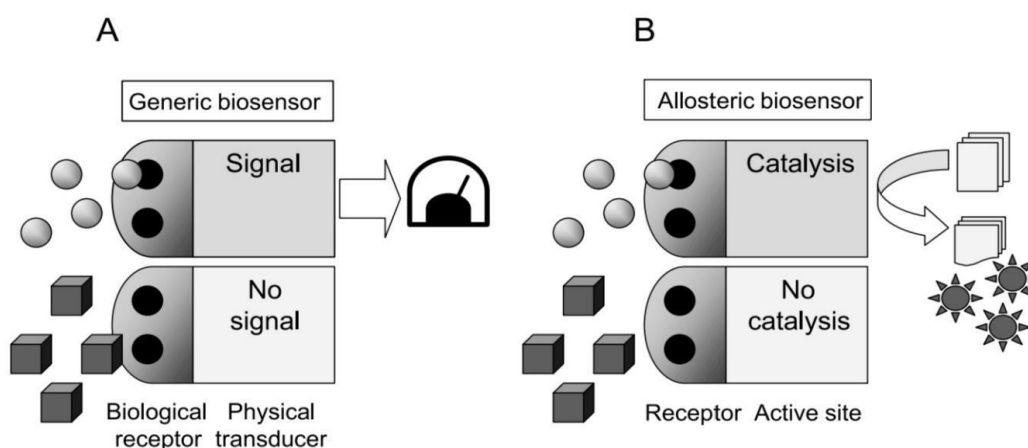 A
B
Generic biosensor
Allosteric biosensor
Signal
Catalysis
No
signal
No
catalysis
Biological
receptor
Physical
transducer
Receptor
Active site